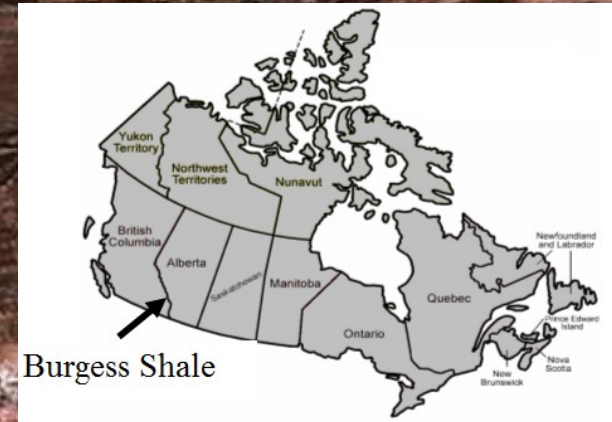 Yukon
Territory
Northwest
Territories
Nunavut
British
Columbia
Alberta
Saskatchewan
Manitoba
Ontario
Quebec
Newfoundland
and Labrador
Prince Edward
Island
Nova
Scotia
New
Brunswick
Burgess Shale